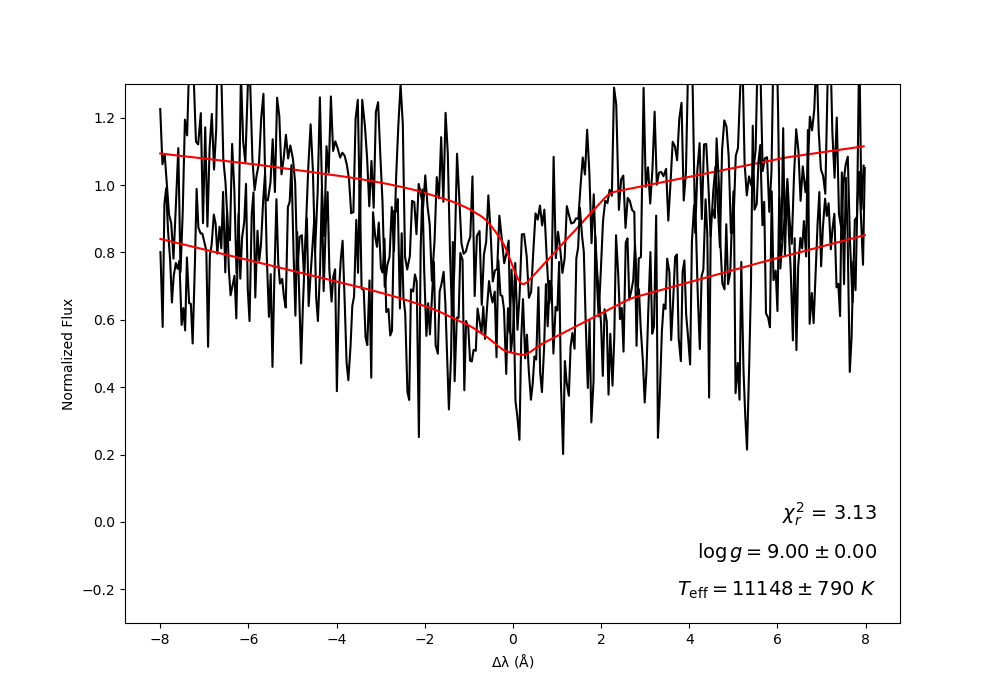 1.2
1.0
0.8
0.6
0.4
0.2
0.0
−0.2
Normalized Flux
χ²ᵣ = 3.13
log g = 9.00 ± 0.00
T_eff = 11148 ± 790 K
−8 −6 −4 −2 0 2 4 6 8
Δλ (Å)